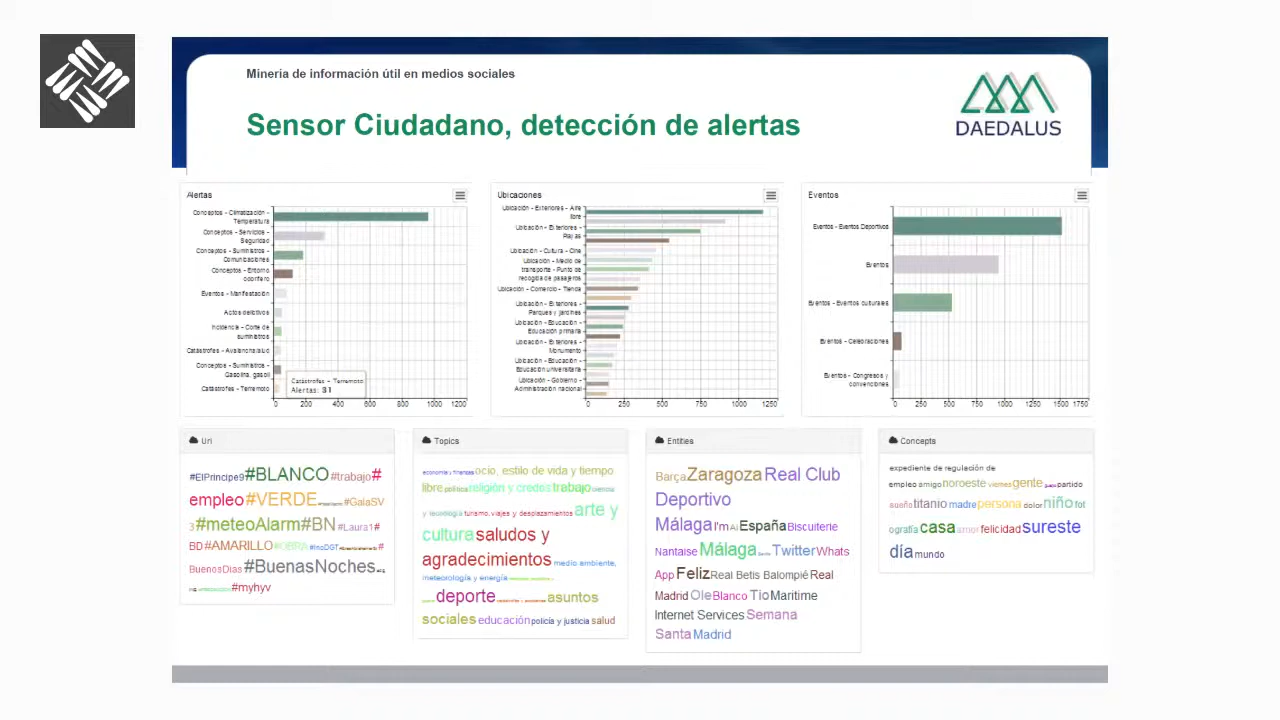 Minería de información útil en medios sociales
Sensor Ciudadano, detección de alertas
DAEDALUS
Alertas
Conceptos - Climatización -
Temperatura
Conceptos - Servicios -
Seguridad
Conceptos - Suministros -
Comunicaciones
Conceptos - Entorno
odorífero
Eventos - Manifestación
Actos delictivos
Incidencia - Corte de
suministros
Catástrofes - Avalancha/alud
Conceptos - Suministros -
Gasolina, gasoil
Catástrofes - Terremoto
Catástrofes - Terremoto
Alertas: 31
0 200 400 600 800 1000 1200
Ubicaciones
Ubicación - Exteriores - Aire
libre
Ubicación - Exteriores -
Playas
Ubicación - Cultura - Cine
Ubicación - Medio de
transporte - Punto de
recogida de pasajeros
Ubicación - Comercio - Tienda
Ubicación - Exteriores -
Parques y jardines
Ubicación - Educación -
Educación primaria
Ubicación - Exteriores -
Monumento
Ubicación - Educación -
Educación universitaria
Ubicación - Gobierno -
Administración nacional
0 250 500 750 1000 1250
Eventos
Eventos - Eventos Deportivos
Eventos
Eventos - Eventos culturales
Eventos - Celebraciones
Eventos - Congresos y
convenciones
0 250 500 750 1000 1250 1500 1750
Uri
#ElPrincipe9#BLANCO#trabajo#
empleo#VERDE #GalaSV
3#meteoAlarm#BN#Laura1#
BD#AMARILLO#OBRA#IncDGT #
BuenosDias#BuenasNoches
#myhyv
Topics
economía y finanzas ocio, estilo de vida y tiempo
libre política religión y credos trabajo ciencia
y tecnología turismo, viajes y desplazamientos arte y
cultura saludos y
agradecimientos medio ambiente,
meteorología y energía
deporte catástrofes y accidentes asuntos
sociales educación policía y justicia salud
Entities
Barça Zaragoza Real Club
Deportivo
Málaga I'm Al España Biscuiterie
Nantaise Málaga Twitter Whats
App Feliz Real Betis Balompié Real
Madrid Ole Blanco Tio Maritime
Internet Services Semana
Santa Madrid
Concepts
expediente de regulación de
empleo amigo noroeste viernes gente partido
sueño titanio madre persona dolor niño fot
ografía casa amor felicidad sureste
día mundo